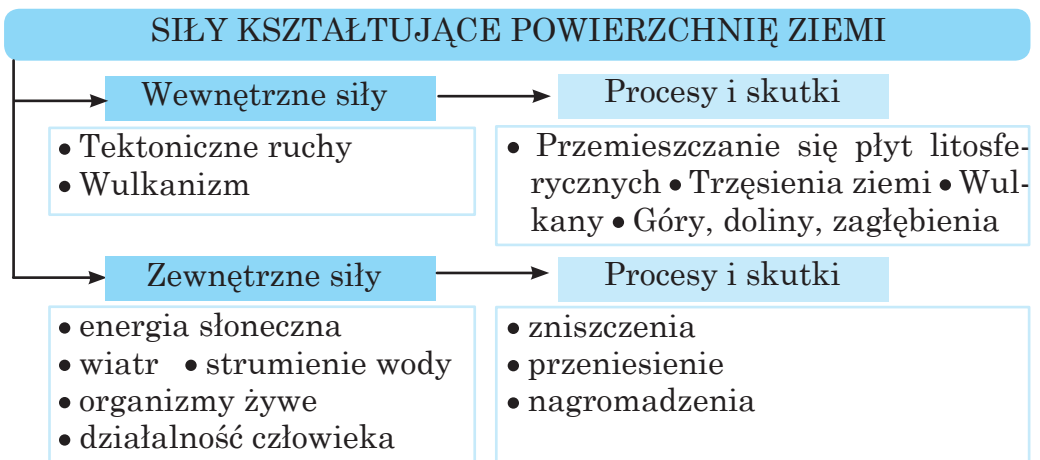 SIŁY KSZTAŁTUJĄCE POWIERZCHNIĘ ZIEMI
Wewnętrzne siły
Procesy i skutki
• Tektoniczne ruchy
• Wulkanizm
• Przemieszczanie się płyt litosfe-
rycznych • Trzęsienia ziemi • Wul-
kany • Góry, doliny, zagłębienia
Zewnętrzne siły
Procesy i skutki
• energia słoneczna
• wiatr • strumienie wody
• organizmy żywe
• działalność człowieka
• zniszczenia
• przeniesienie
• nagromadzenia